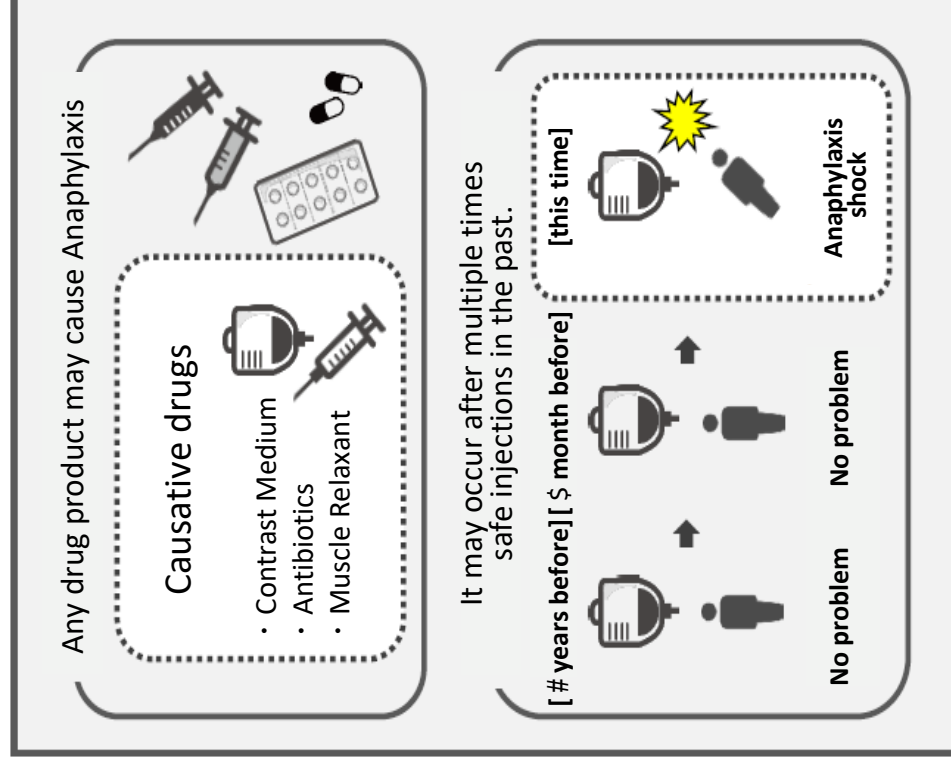 Any drug product may cause Anaphylaxis
Causative drugs
・Contrast Medium
・Antibiotics
・Muscle Relaxant
It may occur after multiple times
safe injections in the past.
[ # years before] [ $ month before]
[this time]
No problem
No problem
Anaphylaxis
shock